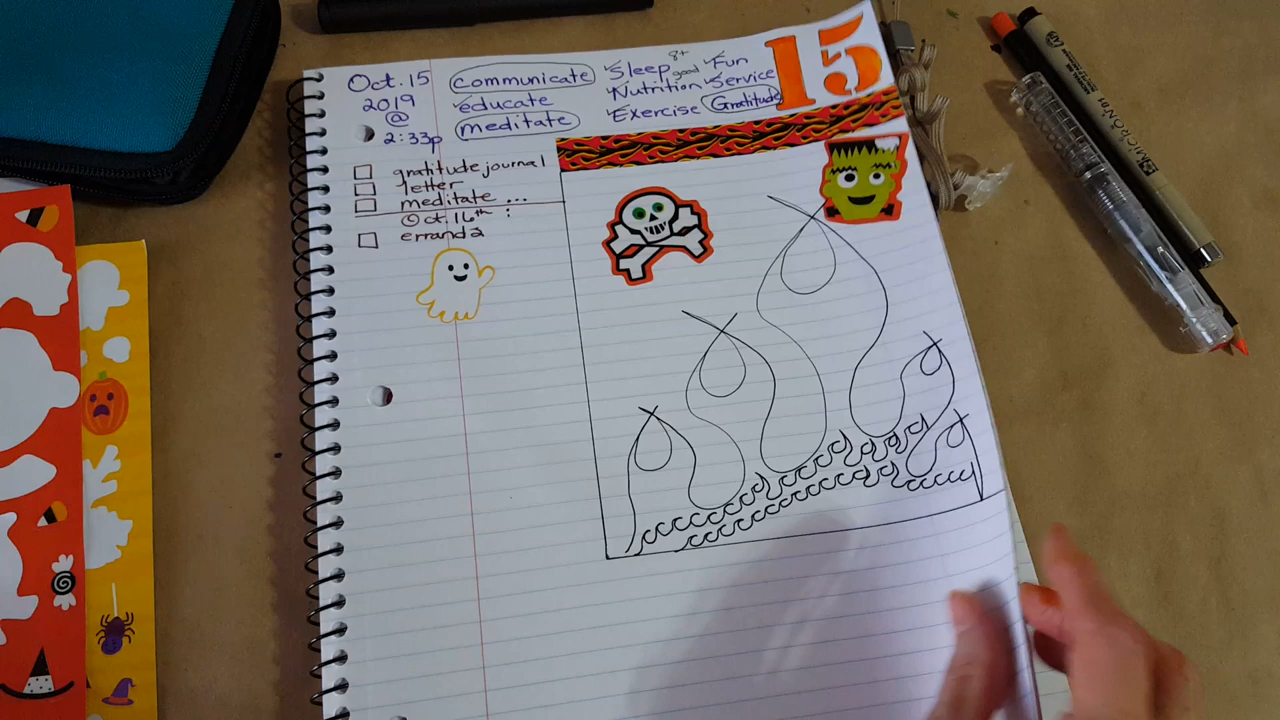 Oct. 15
2019
@
2:33p
communicate
✓educate
meditate
✓Sleep 8+ good
✓Nutrition
✓Exercise
✓Fun
✓Service
Gratitude
15
gratitude journal
letter
meditate ...
Oct. 16th :
errand 2
MICRON